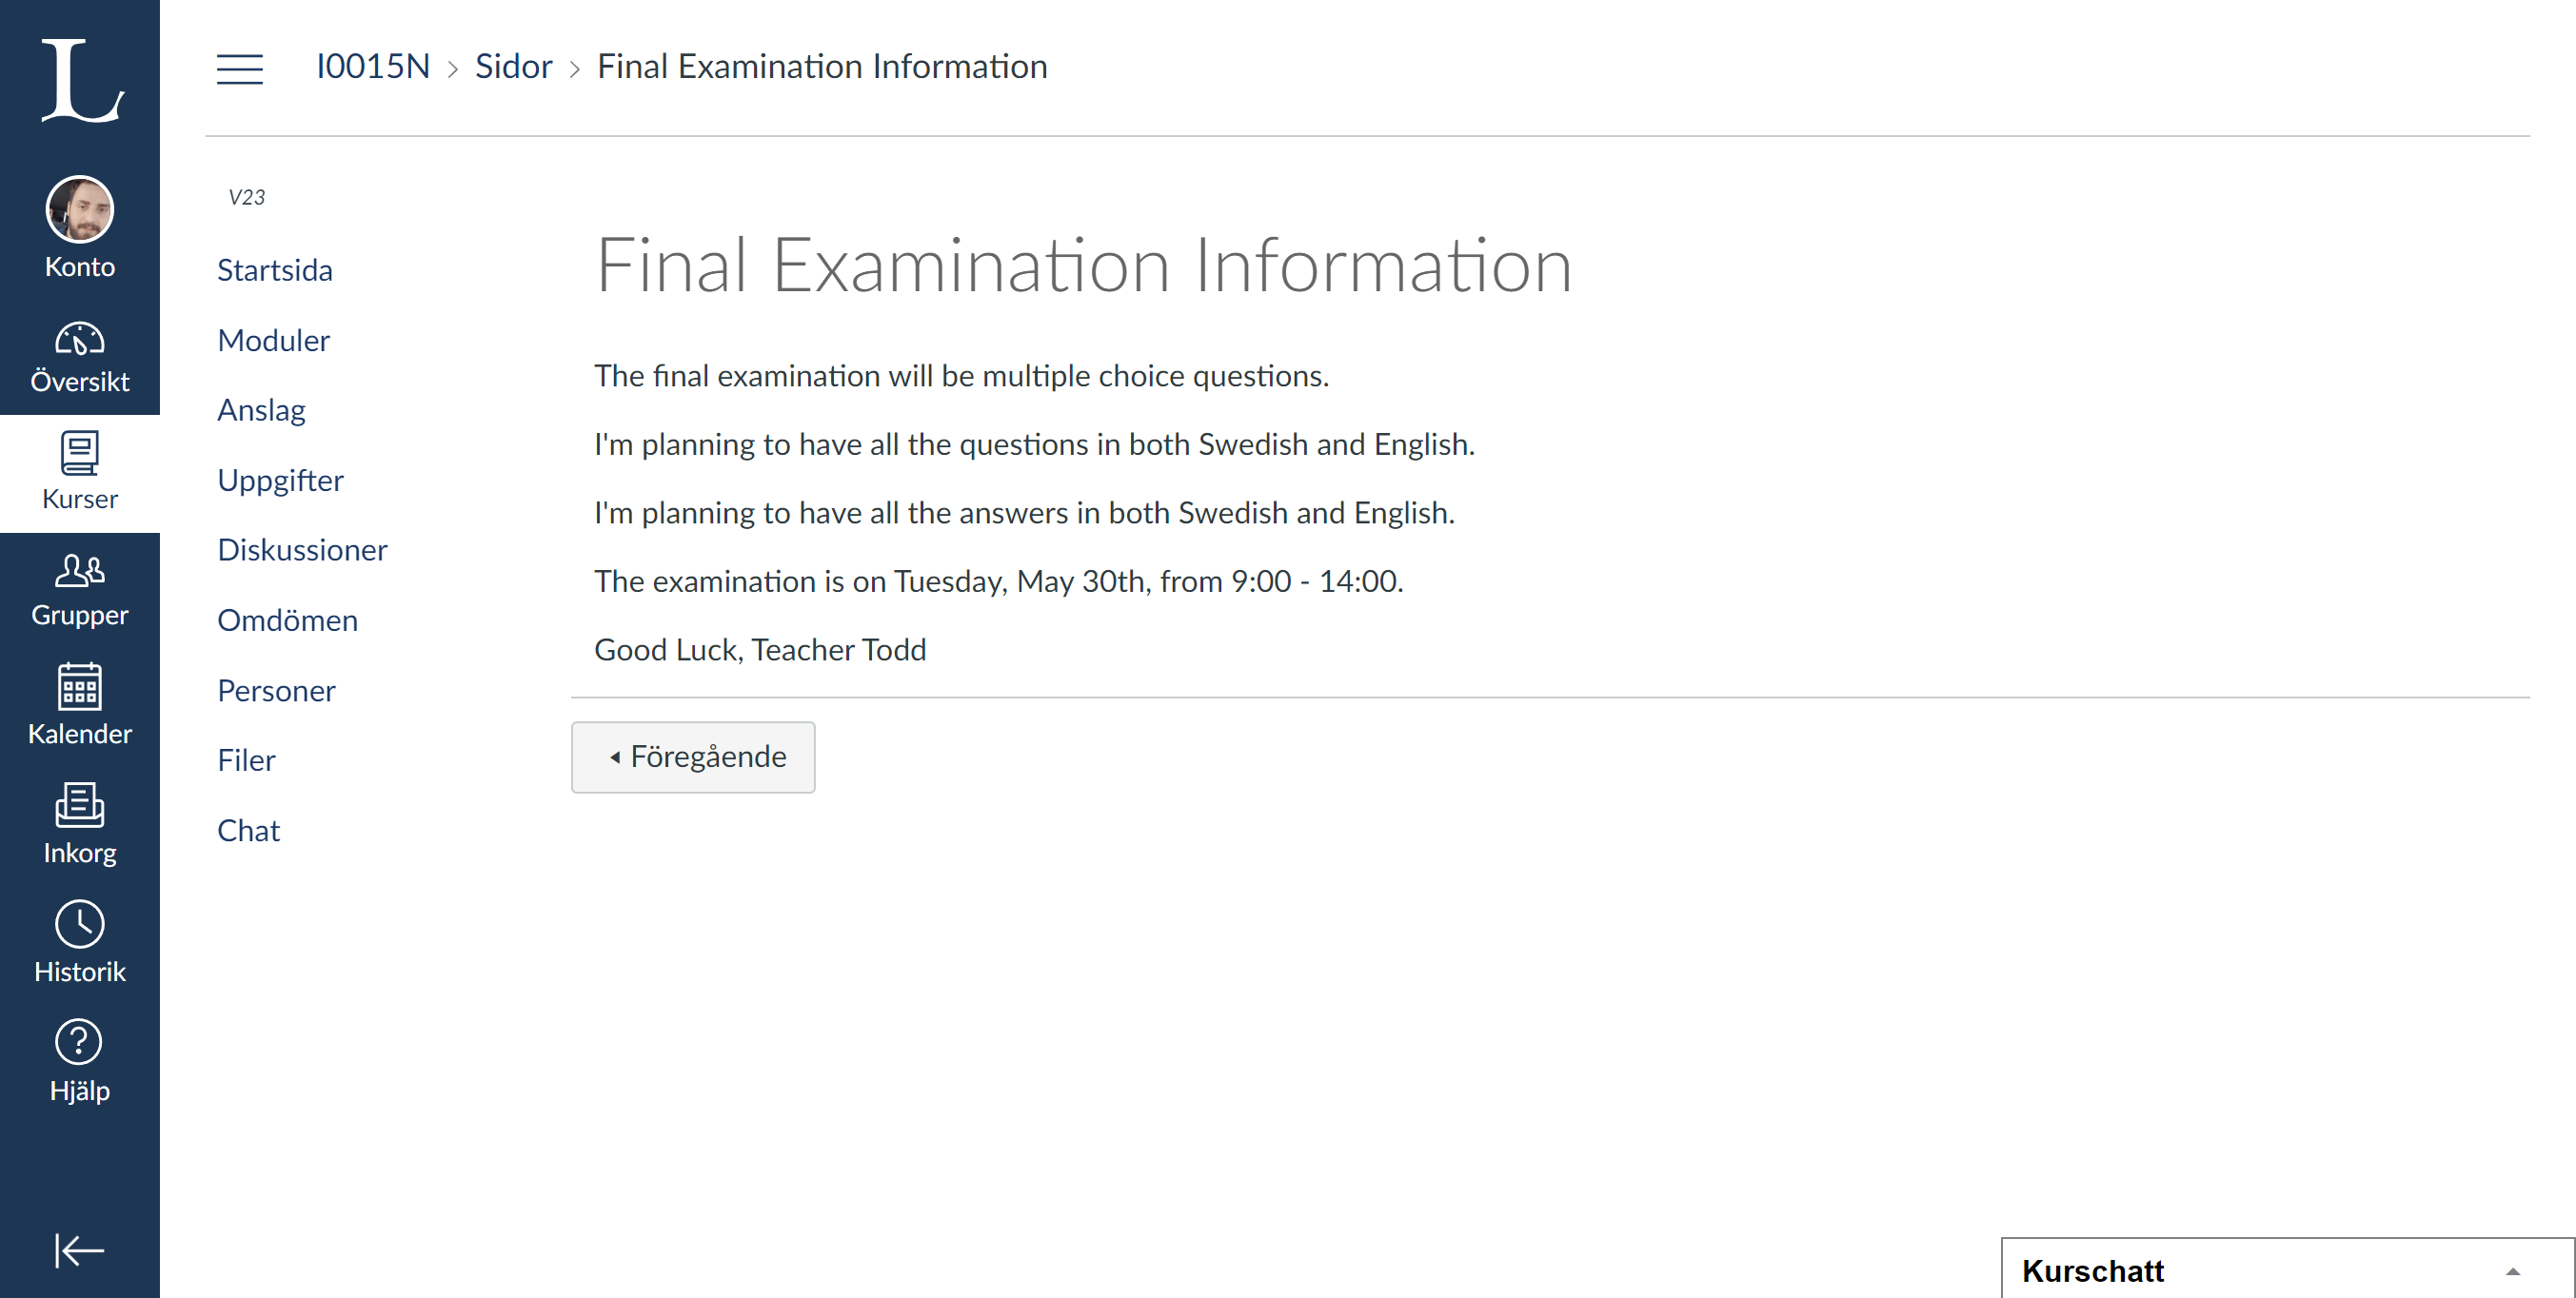 L
Konto
Översikt
Kurser
Grupper
Kalender
Inkorg
Historik
Hjälp
I0015N > Sidor > Final Examination Information
V23
Startsida
Moduler
Anslag
Uppgifter
Diskussioner
Omdömen
Personer
Filer
Chat
Final Examination Information
The final examination will be multiple choice questions.
I'm planning to have all the questions in both Swedish and English.
I'm planning to have all the answers in both Swedish and English.
The examination is on Tuesday, May 30th, from 9:00 - 14:00.
Good Luck, Teacher Todd
Föregående
Kurschatt